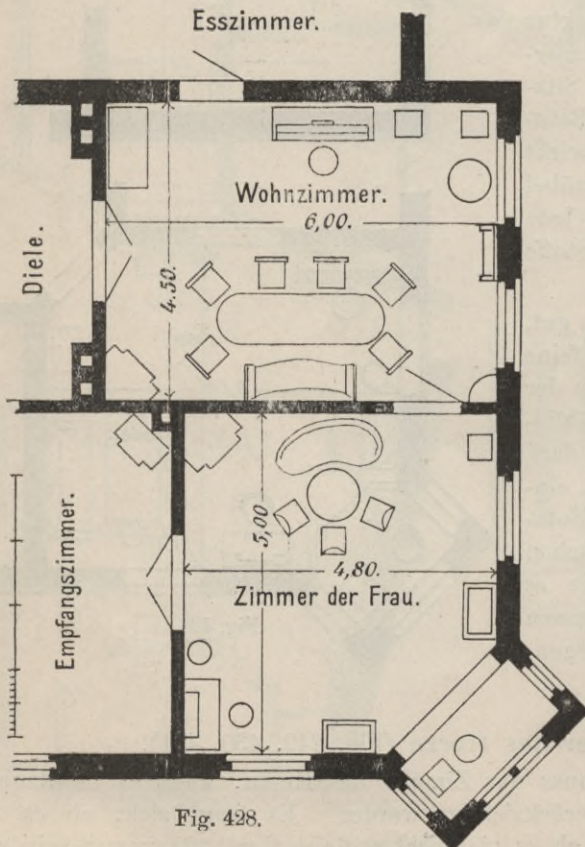 Esszimmer.
Wohnzimmer.
6,00.
Diele.
4.50.
Empfangszimmer.
5,00
4,80.
Zimmer der Frau.
Fig. 428.